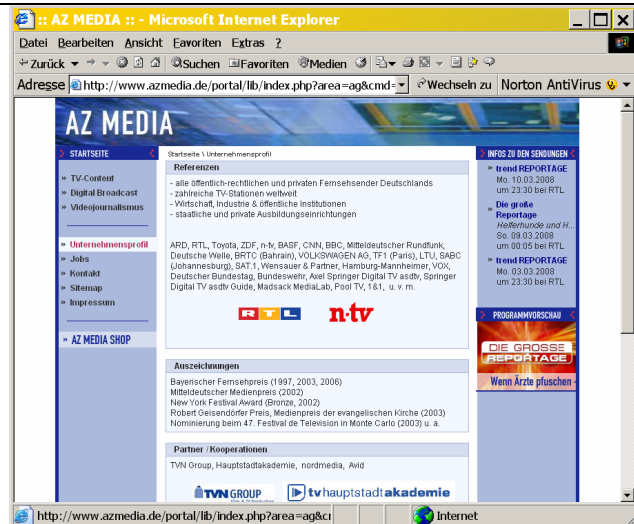 :: AZ MEDIA :: - Microsoft Internet Explorer
Datei Bearbeiten Ansicht Favoriten Extras ?
Zurück Suchen Favoriten Medien
Adresse http://www.azmedia.de/portal/lib/index.php?area=ag&cmd= Wechseln zu Norton AntiVirus
AZ MEDIA
STARTSEITE
» TV-Content
» Digital Broadcast
» Videojournalismus
» Unternehmensprofil
» Jobs
» Kontakt
» Sitemap
» Impressum
» AZ MEDIA SHOP
Startseite \ Unternehmensprofil
Referenzen
- alle öffentlich-rechtlichen und privaten Fernsehsender Deutschlands
- zahlreiche TV-Stationen weltweit
- Wirtschaft, Industrie & öffentliche Institutionen
- staatliche und private Ausbildungseinrichtungen
ARD, RTL, Toyota, ZDF, n-tv, BASF, CNN, BBC, Mitteldeutscher Rundfunk,
Deutsche Welle, BRTC (Bahrain), VOLKSWAGEN AG, TF1 (Paris), LTU, SABC
(Johannesburg), SAT.1, Wensauer & Partner, Hamburg-Mannheimer, VOX,
Deutscher Bundestag, Bundeswehr, Axel Springer Digital TV asdtv, Springer
Digital TV asdtv Guide, Madsack MediaLab, Pool TV, 1&1, u. v. m.
RTL n-tv
Auszeichnungen
Bayerischer Fernsehpreis (1997, 2003, 2006)
Mitteldeutscher Medienpreis (2002)
New York Festival Award (Bronze, 2002)
Robert Geisendörfer Preis, Medienpreis der evangelischen Kirche (2003)
Nominierung beim 47. Festival de Television in Monte Carlo (2003) u. a.
Partner / Kooperationen
TVN Group, Hauptstadtakademie, nordmedia, Avid
TVN GROUP
tvhauptstadtakademie
INFOS ZU DEN SENDUNGEN
» trend REPORTAGE
Mo. 10.03.2008
um 23:30 bei RTL
» Die große
Reportage
Helferhunde und H...
So. 09.03.2008
um 00:05 bei RTL
» trend REPORTAGE
Mo. 03.03.2008
um 23:30 bei RTL
PROGRAMMVORSCHAU
DIE GROSSE
REPORTAGE
Wenn Ärzte pfuschen -
http://www.azmedia.de/portal/lib/index.php?area=ag&cr Internet